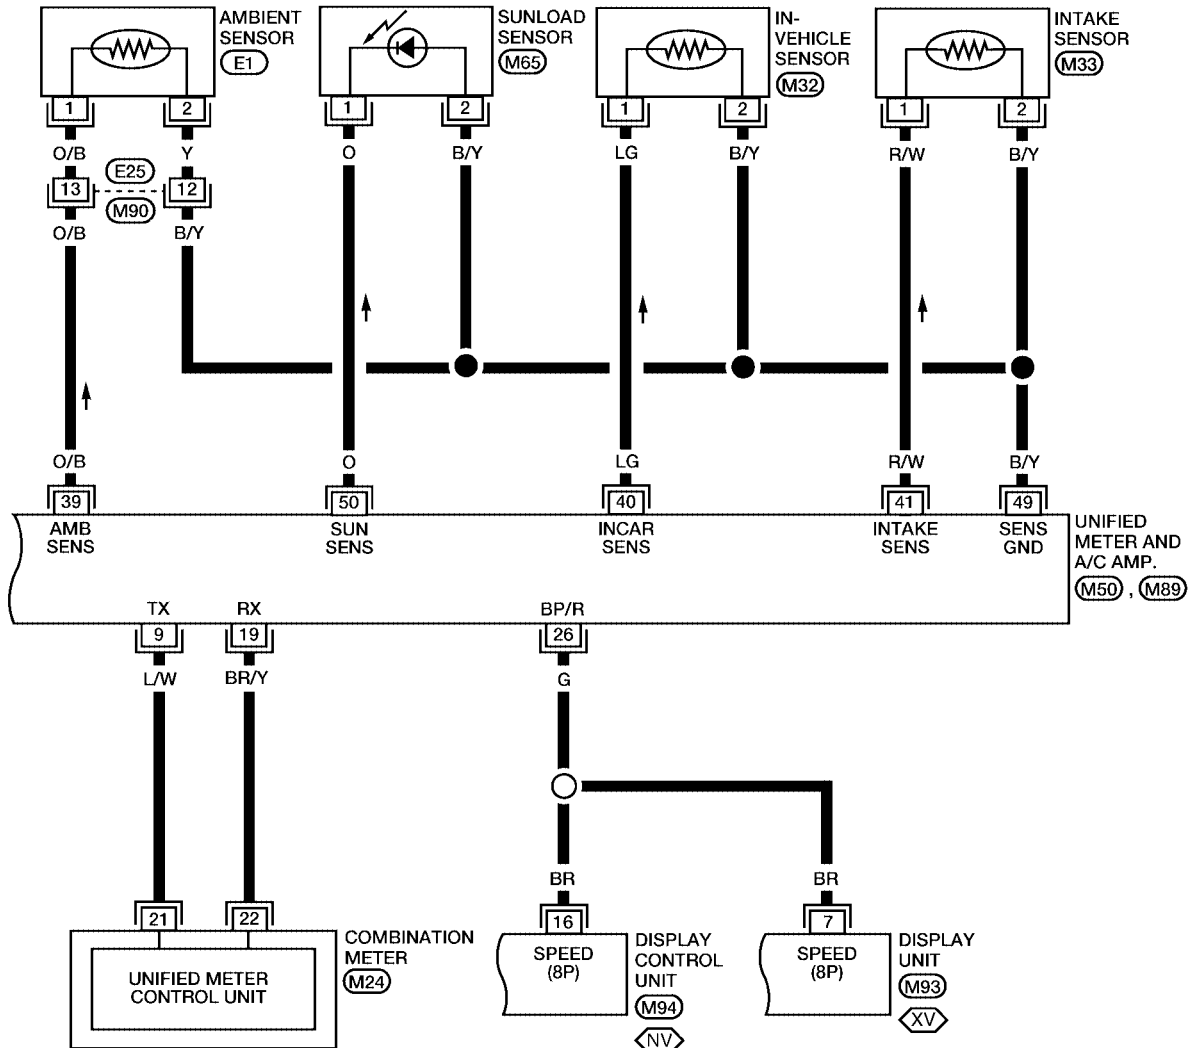 AMBIENT
SENSOR
E1
SUNLOAD
SENSOR
M65
IN-
VEHICLE
SENSOR
M32
INTAKE
SENSOR
M33
1 2 1 2 1 2 1 2
O/B Y O B/Y LG B/Y R/W B/Y
E25
13 12
M90
O/B B/Y
O/B O LG R/W B/Y
39 50 40 41 49
AMB
SENS
SUN
SENS
INCAR
SENS
INTAKE
SENS
SENS
GND
UNIFIED
METER AND
A/C AMP.
M50 , M89
TX RX BP/R
9 19 26
L/W BR/Y G
BR BR
21 22 16 7
COMBINATION
METER
M24
UNIFIED METER
CONTROL UNIT
SPEED
(8P)
DISPLAY
CONTROL
UNIT
M94
NV
SPEED
(8P)
DISPLAY
UNIT
M93
XV